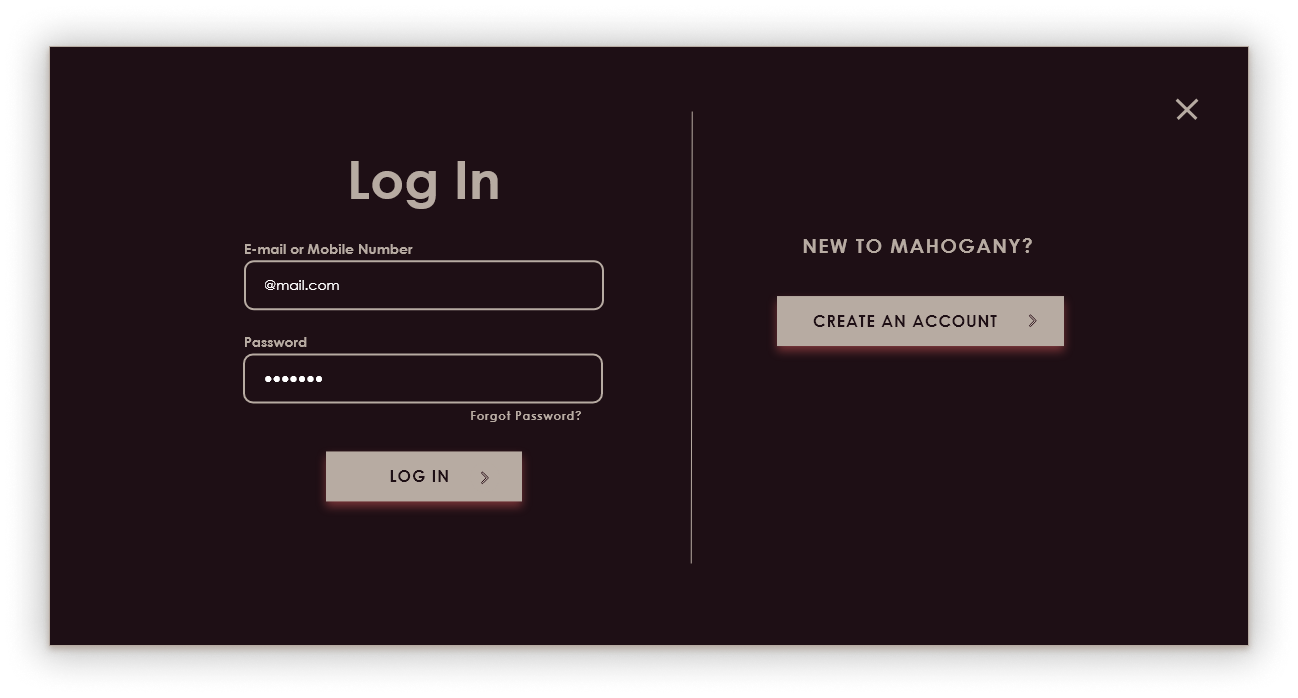 Log In
E-mail or Mobile Number
@mail.com
Password
•••••••
Forgot Password?
LOG IN
NEW TO MAHOGANY?
CREATE AN ACCOUNT